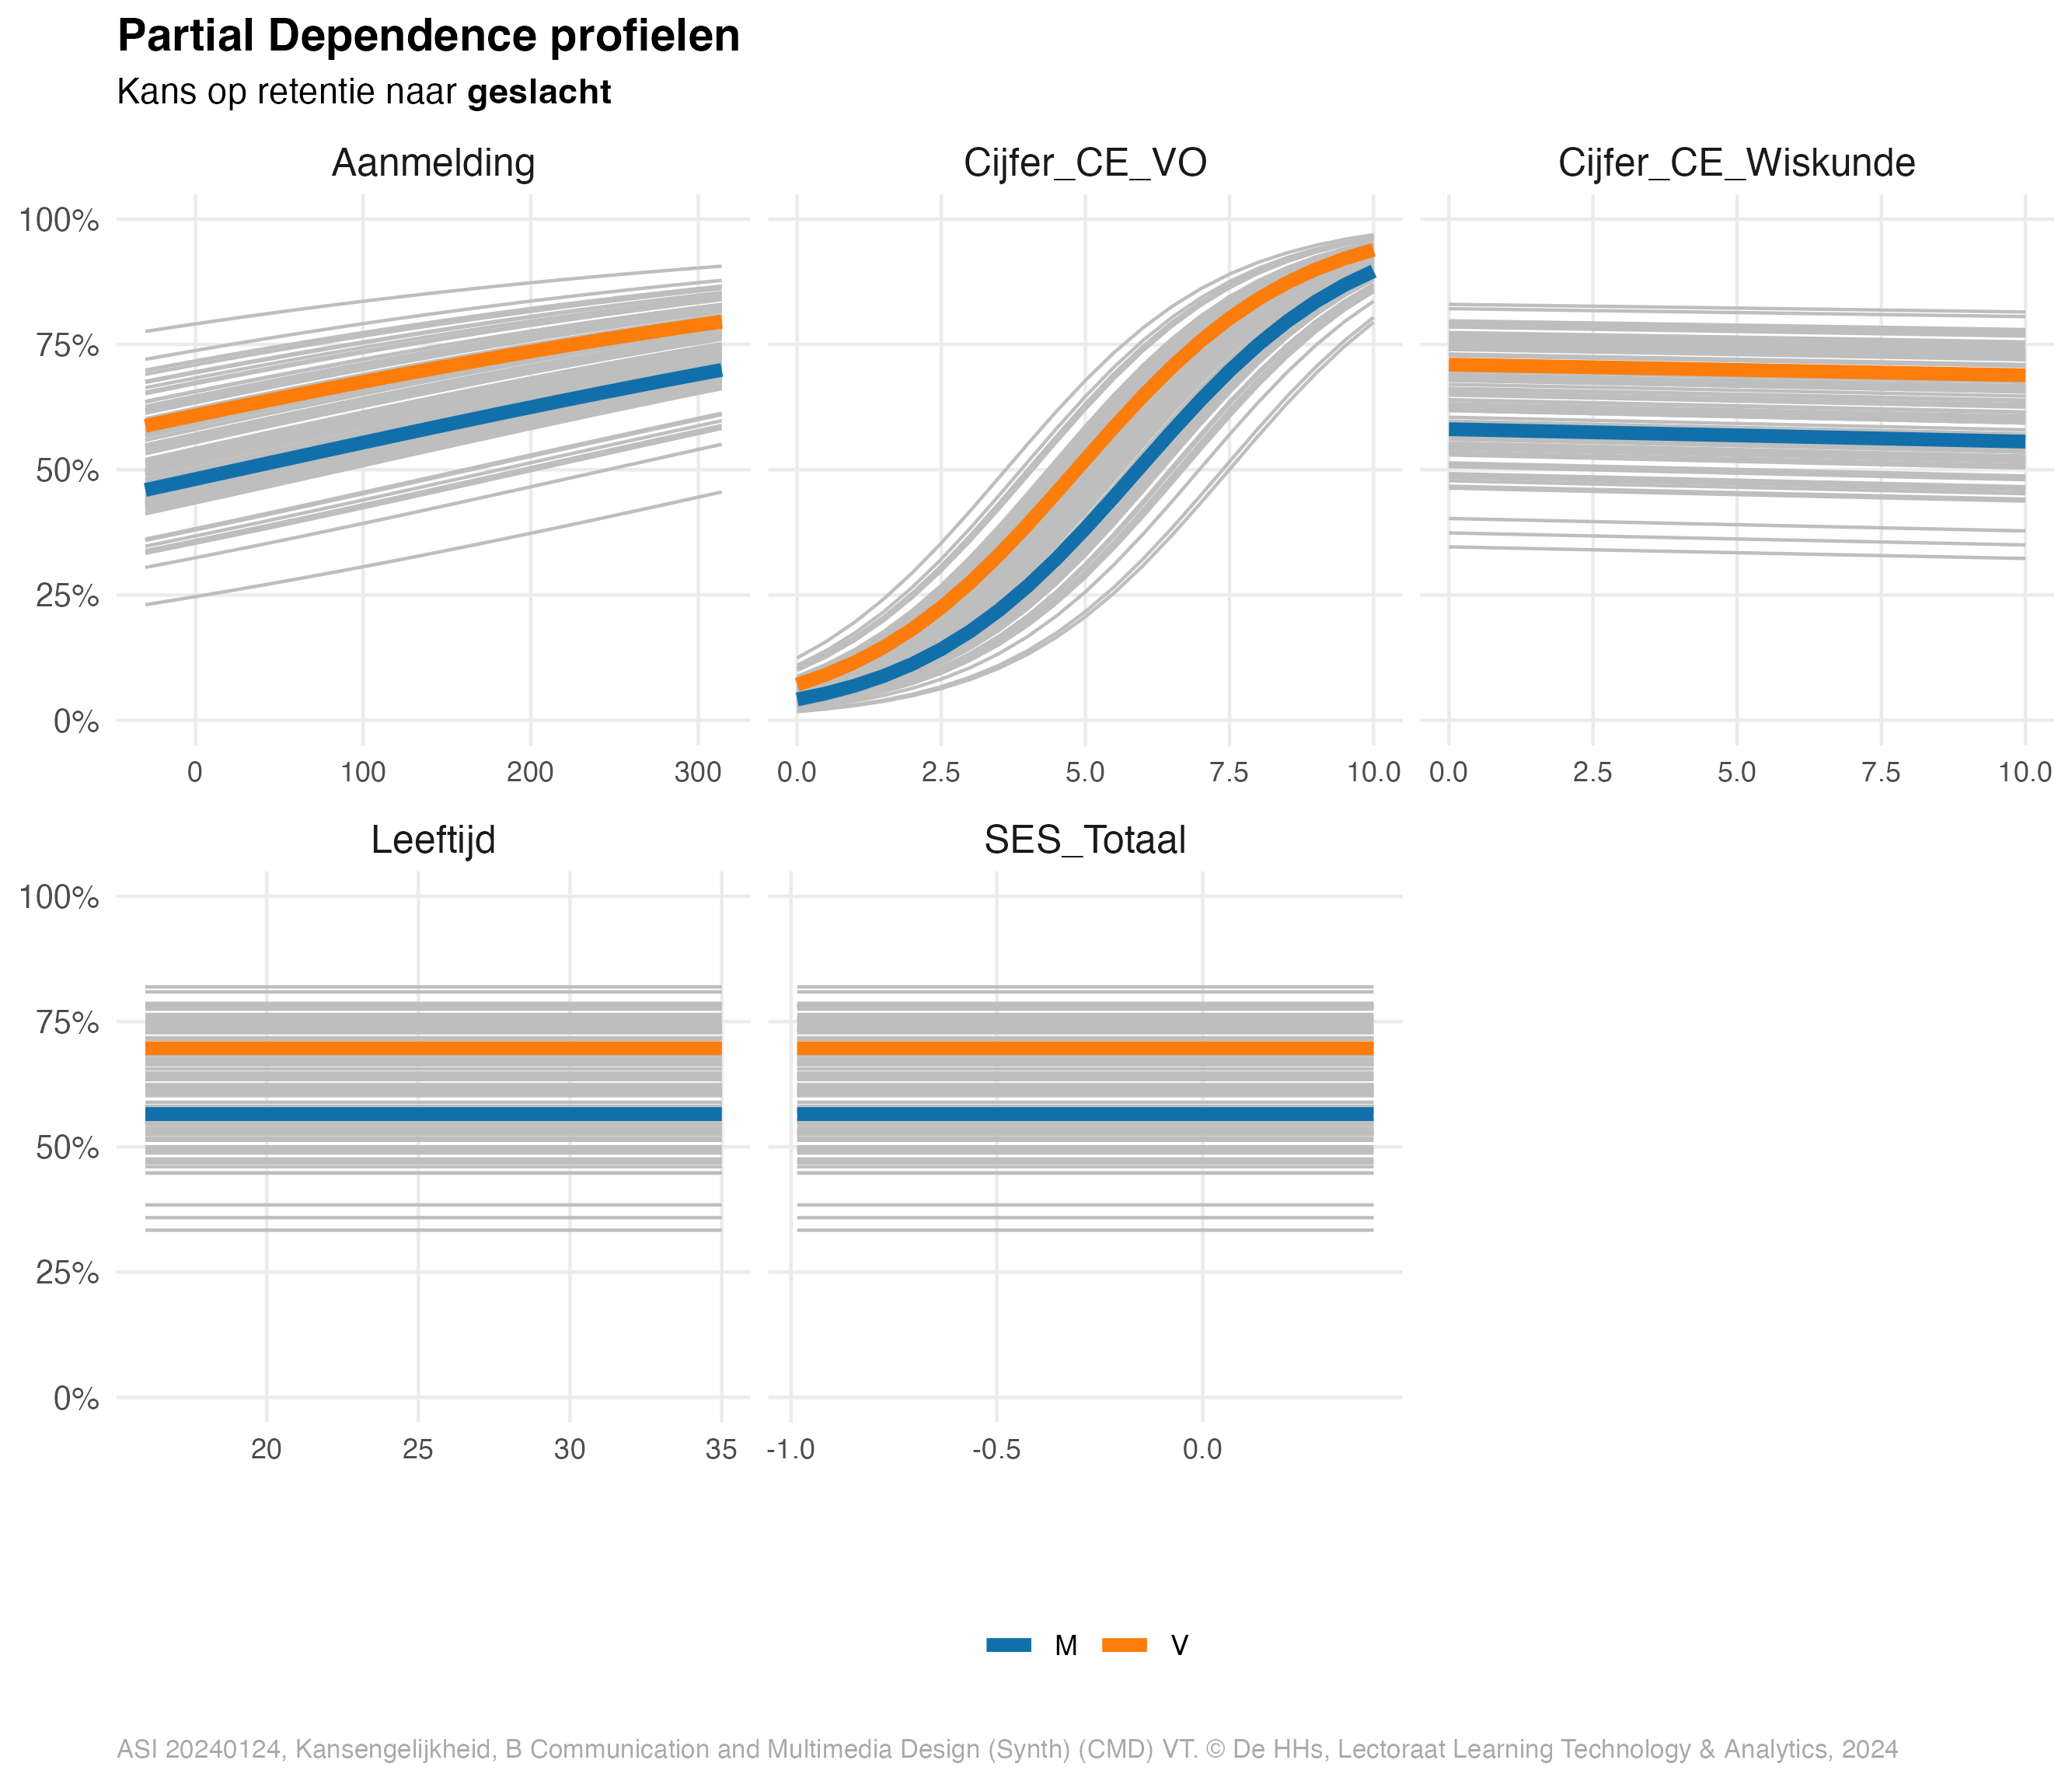 Partial Dependence profielen
Kans op retentie naar geslacht
Aanmelding Cijfer_CE_VO Cijfer_CE_Wiskunde
100%
75%
50%
25%
0%
0 100 200 300 0.0 2.5 5.0 7.5 10.0 0.0 2.5 5.0 7.5 10.0
Leeftijd SES_Totaal
100%
75%
50%
25%
0%
20 25 30 35 -1.0 -0.5 0.0
M V
ASI 20240124, Kansengelijkheid, B Communication and Multimedia Design (Synth) (CMD) VT. © De HHs, Lectoraat Learning Technology & Analytics, 2024